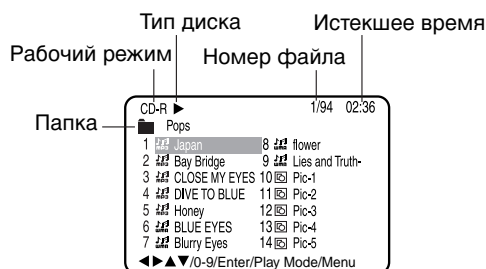 Тип диска
Истекшее время
Рабочий режим
Номер файла
Папка
CD-R ▶ 1/94 02:36
Pops
1 Japan
2 Bay Bridge
3 CLOSE MY EYES
4 DIVE TO BLUE
5 Honey
6 BLUE EYES
7 Blurry Eyes
8 flower
9 Lies and Truth-
10 Pic-1
11 Pic-2
12 Pic-3
13 Pic-4
14 Pic-5
◀▶▲▼/0-9/Enter/Play Mode/Menu